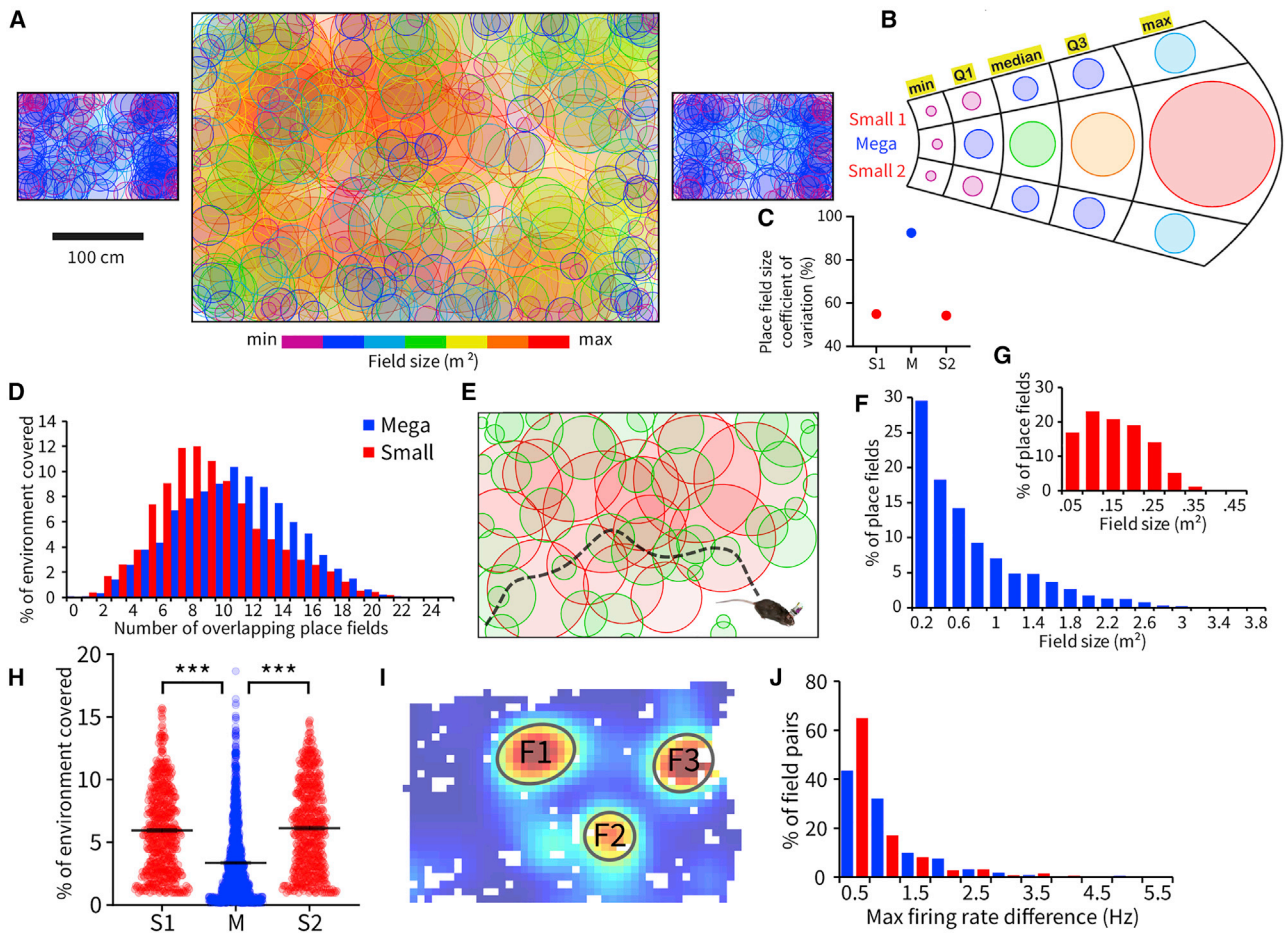 A
100 cm
min
max
Field size (m²)
B
min
Q1
median
Q3
max
Small 1
Mega
Small 2
C
Place field size
coefficient of
variation (%)
100
80
60
40
S1 M S2
D
% of environment covered
14
12
10
8
6
4
2
0
Mega
Small
0 2 4 6 8 10 12 14 16 18 20 22 24
Number of overlapping place fields
E
F
% of place fields
30
25
20
15
10
5
0
0.2 0.6 1 1.4 1.8 2.2 2.6 3 3.4 3.8
Field size (m²)
G
% of place fields
30
20
10
0
.05 .15 .25 .35 .45
Field size (m²)
H
% of environment covered
20
15
10
5
0
*** ***
S1 M S2
I
F1
F3
F2
J
% of field pairs
80
60
40
20
0
0.5 1.5 2.5 3.5 4.5 5.5
Max firing rate difference (Hz)